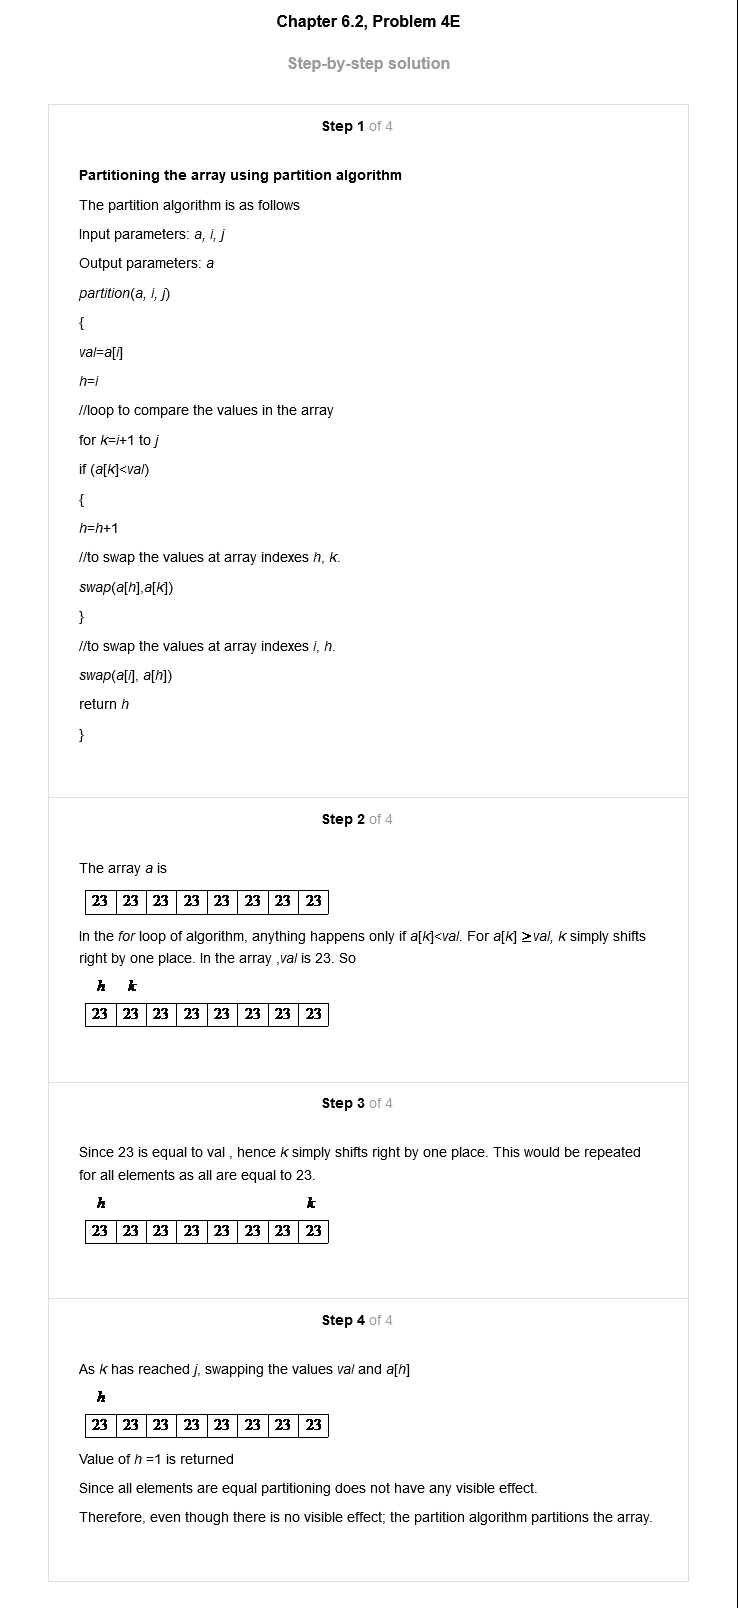 Chapter 6.2, Problem 4E
Step-by-step solution
Step 1 of 4
Partitioning the array using partition algorithm
The partition algorithm is as follows
Input parameters: a, i, j
Output parameters: a
partition(a, i, j)
{
val=a[i]
h=i
//loop to compare the values in the array
for k=i+1 to j
if (a[k]<val)
{
h=h+1
//to swap the values at array indexes h, k.
swap(a[h],a[k])
}
//to swap the values at array indexes i, h.
swap(a[i], a[h])
return h
}
Step 2 of 4
The array a is
23 23 23 23 23 23 23 23
In the for loop of algorithm, anything happens only if a[k]<val. For a[k] ≥val, k simply shifts
right by one place. In the array ,val is 23. So
h k
23 23 23 23 23 23 23 23
Step 3 of 4
Since 23 is equal to val , hence k simply shifts right by one place. This would be repeated
for all elements as all are equal to 23.
h k
23 23 23 23 23 23 23 23
Step 4 of 4
As k has reached j, swapping the values val and a[h]
h
23 23 23 23 23 23 23 23
Value of h =1 is returned
Since all elements are equal partitioning does not have any visible effect.
Therefore, even though there is no visible effect; the partition algorithm partitions the array.